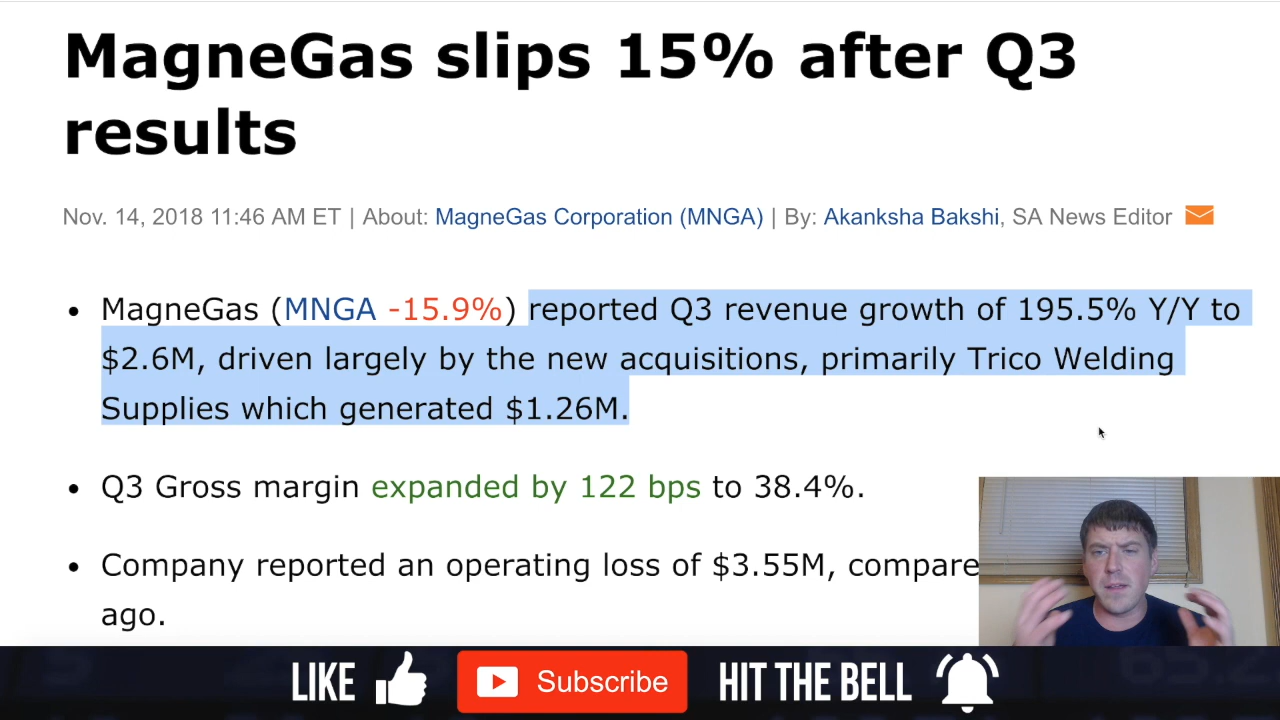 MagneGas slips 15% after Q3
results
Nov. 14, 2018 11:46 AM ET | About: MagneGas Corporation (MNGA) | By: Akanksha Bakshi, SA News Editor
• MagneGas (MNGA -15.9%) reported Q3 revenue growth of 195.5% Y/Y to
$2.6M, driven largely by the new acquisitions, primarily Trico Welding
Supplies which generated $1.26M.
• Q3 Gross margin expanded by 122 bps to 38.4%.
• Company reported an operating loss of $3.55M, compare
ago.
LIKE Subscribe HIT THE BELL